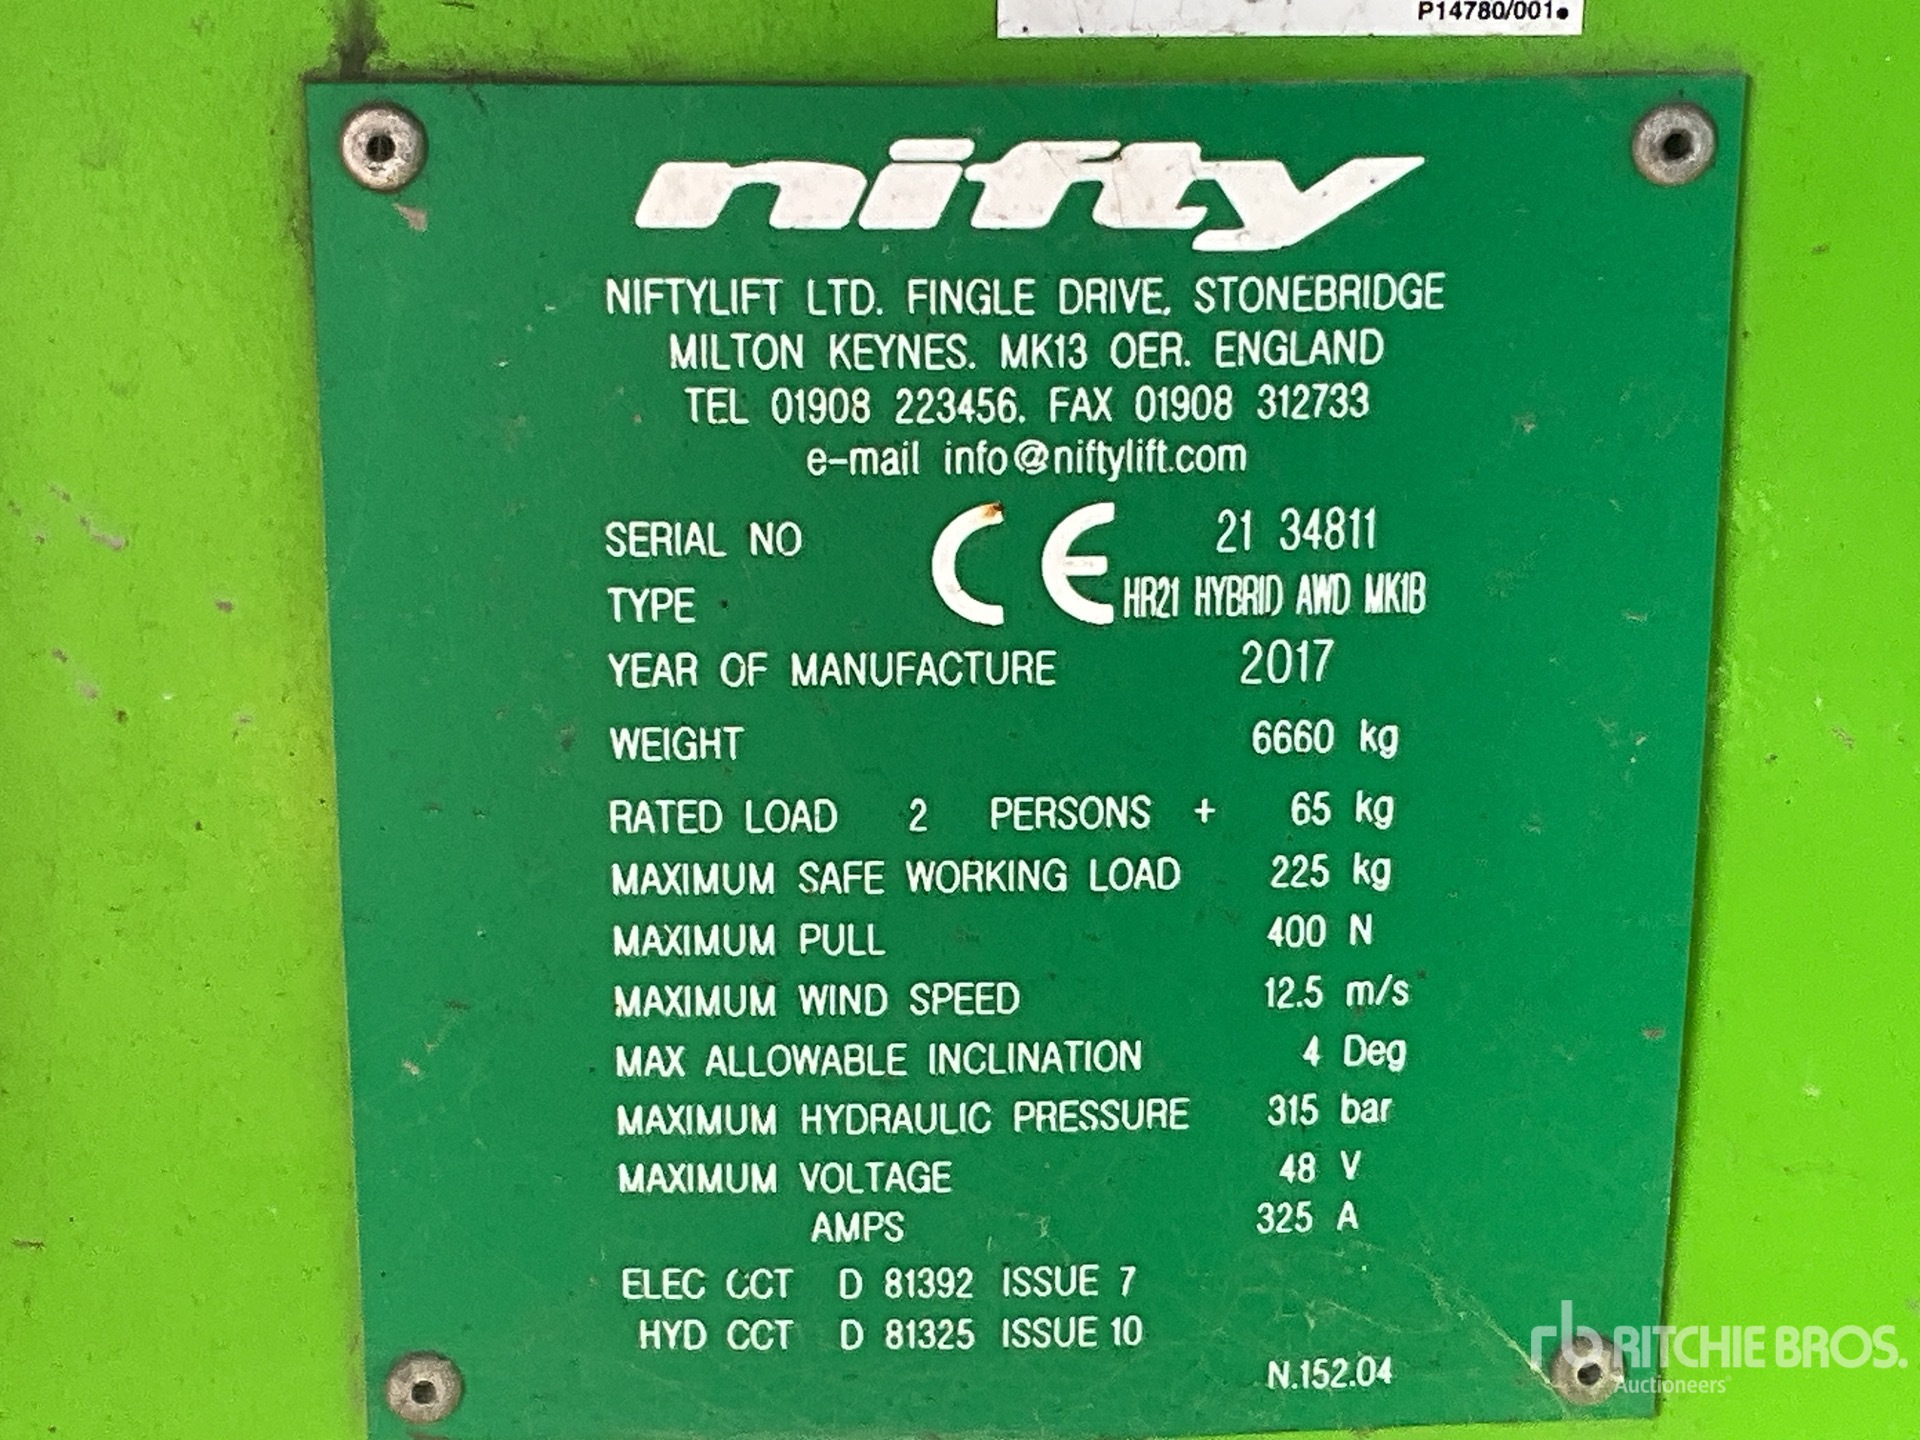 P14780/001.
nifty
NIFTYLIFT LTD. FINGLE DRIVE, STONEBRIDGE
MILTON KEYNES. MK13 OER. ENGLAND
TEL 01908 223456. FAX 01908 312733
e-mail info@niftylift.com
SERIAL NO CE 21 34811
TYPE HR21 HYBRID AWD MK1B
YEAR OF MANUFACTURE 2017
WEIGHT 6660 kg
RATED LOAD 2 PERSONS + 65 kg
MAXIMUM SAFE WORKING LOAD 225 kg
MAXIMUM PULL 400 N
MAXIMUM WIND SPEED 12.5 m/s
MAX ALLOWABLE INCLINATION 4 Deg
MAXIMUM HYDRAULIC PRESSURE 315 bar
MAXIMUM VOLTAGE 48 V
AMPS 325 A
ELEC CCT D 81392 ISSUE 7
HYD CCT D 81325 ISSUE 10
N.152.04
rb RITCHIE BROS.
Auctioneers